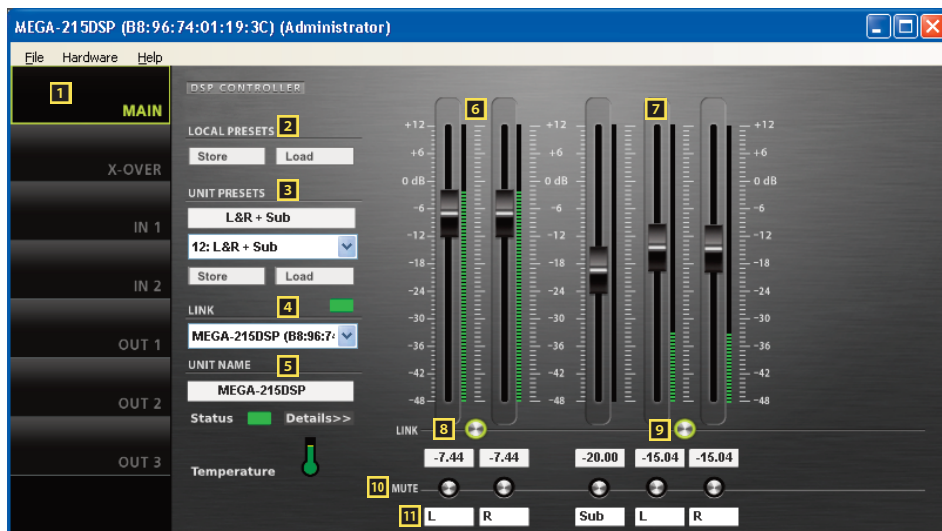 MEGA-215DSP (B8:96:74:01:19:3C) (Administrator)
File Hardware Help
1
MAIN
X-OVER
IN 1
IN 2
OUT 1
OUT 2
OUT 3
DSP CONTROLLER
LOCAL PRESETS 2
Store Load
UNIT PRESETS 3
L&R + Sub
12: L&R + Sub
Store Load
LINK 4
MEGA-215DSP (B8:96:7
UNIT NAME 5
MEGA-215DSP
Status Details>>
Temperature
6 7
+12 +12 +12
+6 +6 +6
0 dB 0 dB 0 dB
-6 -6 -6
-12 -12 -12
-18 -18 -18
-24 -24 -24
-30 -30 -30
-36 -36 -36
-42 -42 -42
-48 -48 -48
LINK 8 9
-7.44 -7.44 -20.00 -15.04 -15.04
10 MUTE
11 L R Sub L R